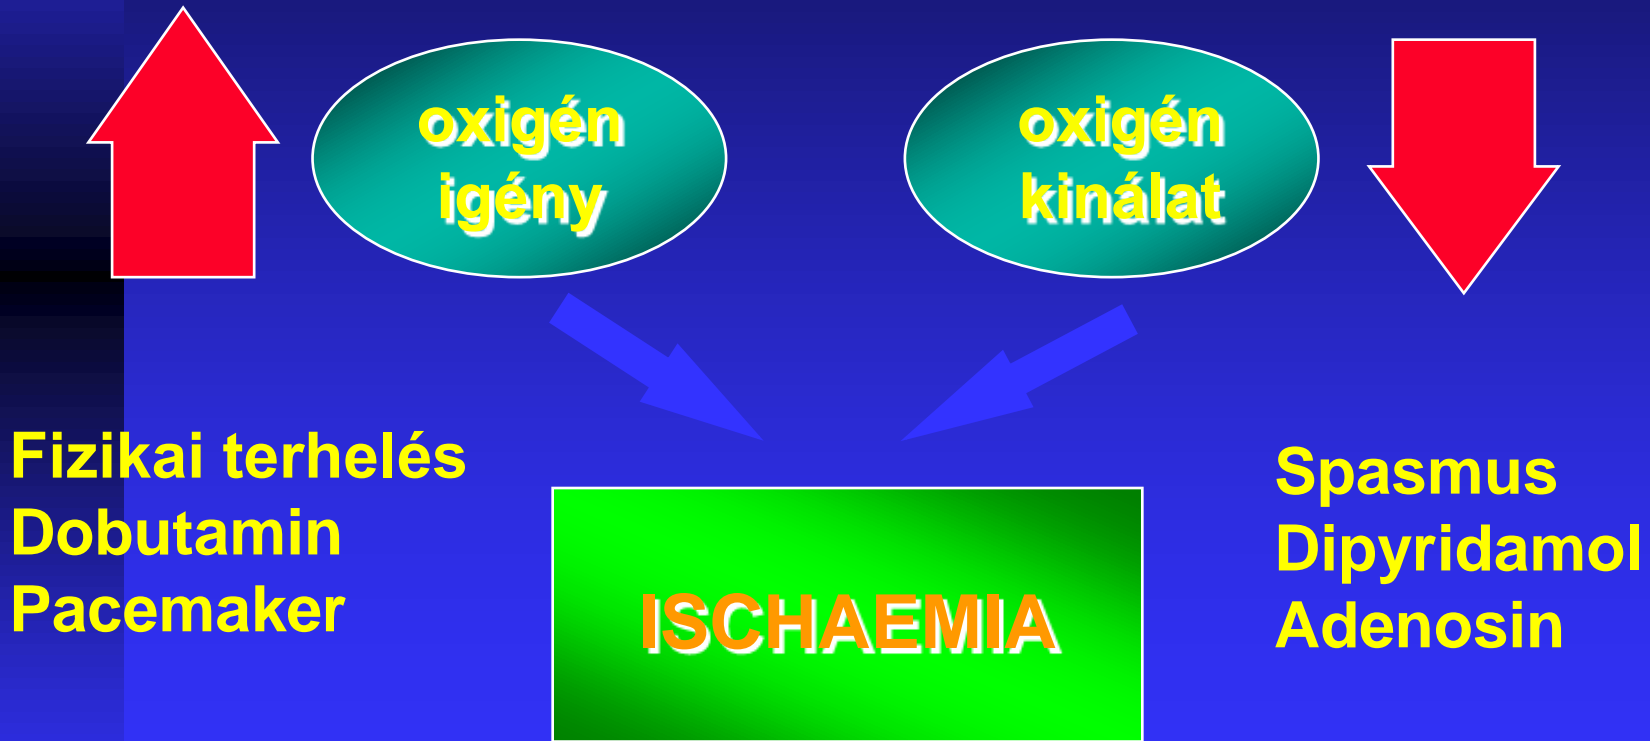 oxigén
igény
oxigén
kinálat
Fizikai terhelés
Dobutamin
Pacemaker
ISCHAEMIA
Spasmus
Dipyridamol
Adenosin